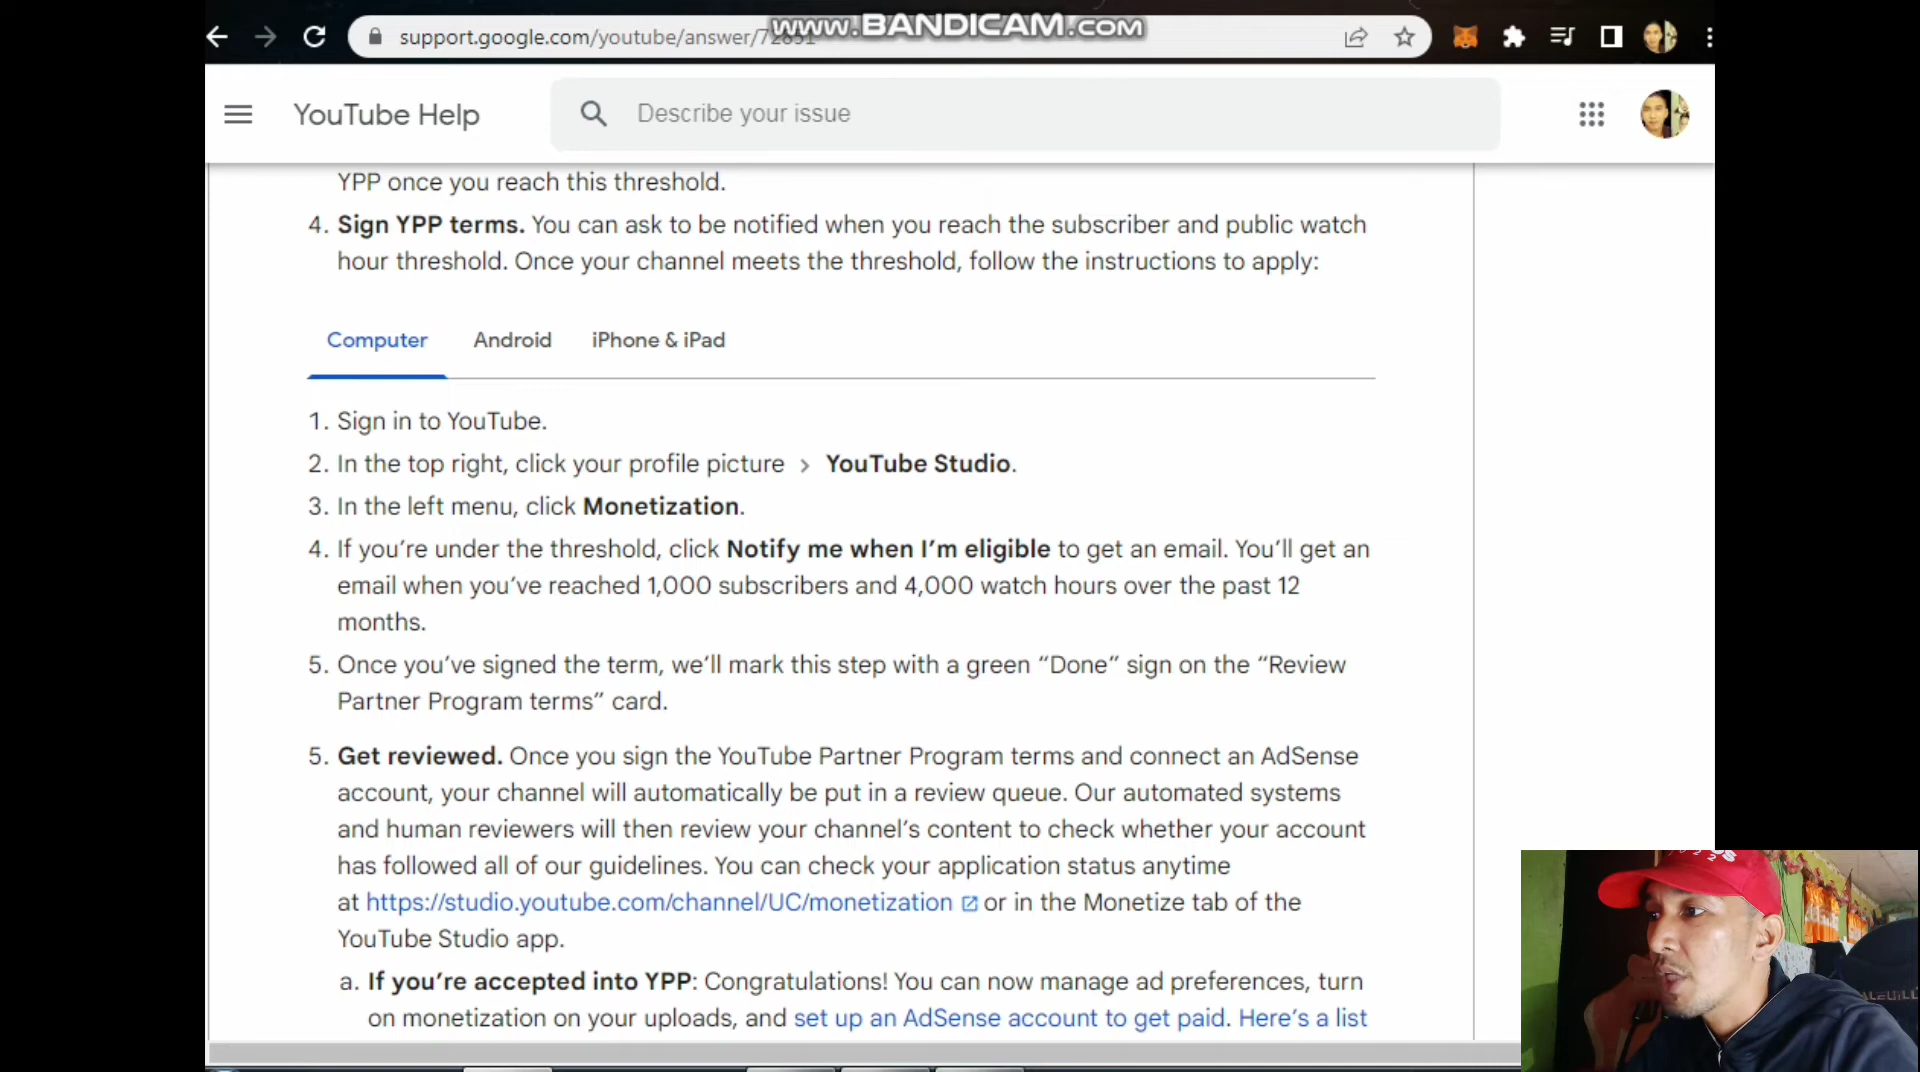 www.BANDICAM.com
support.google.com/youtube/answer/72851
YouTube Help
Describe your issue
YPP once you reach this threshold.
4. Sign YPP terms. You can ask to be notified when you reach the subscriber and public watch
hour threshold. Once your channel meets the threshold, follow the instructions to apply:
Computer Android iPhone & iPad
1. Sign in to YouTube.
2. In the top right, click your profile picture > YouTube Studio.
3. In the left menu, click Monetization.
4. If you’re under the threshold, click Notify me when I’m eligible to get an email. You’ll get an
email when you’ve reached 1,000 subscribers and 4,000 watch hours over the past 12
months.
5. Once you’ve signed the term, we’ll mark this step with a green “Done” sign on the “Review
Partner Program terms” card.
5. Get reviewed. Once you sign the YouTube Partner Program terms and connect an AdSense
account, your channel will automatically be put in a review queue. Our automated systems
and human reviewers will then review your channel’s content to check whether your account
has followed all of our guidelines. You can check your application status anytime
at https://studio.youtube.com/channel/UC/monetization or in the Monetize tab of the
YouTube Studio app.
a. If you’re accepted into YPP: Congratulations! You can now manage ad preferences, turn
on monetization on your uploads, and set up an AdSense account to get paid. Here’s a list